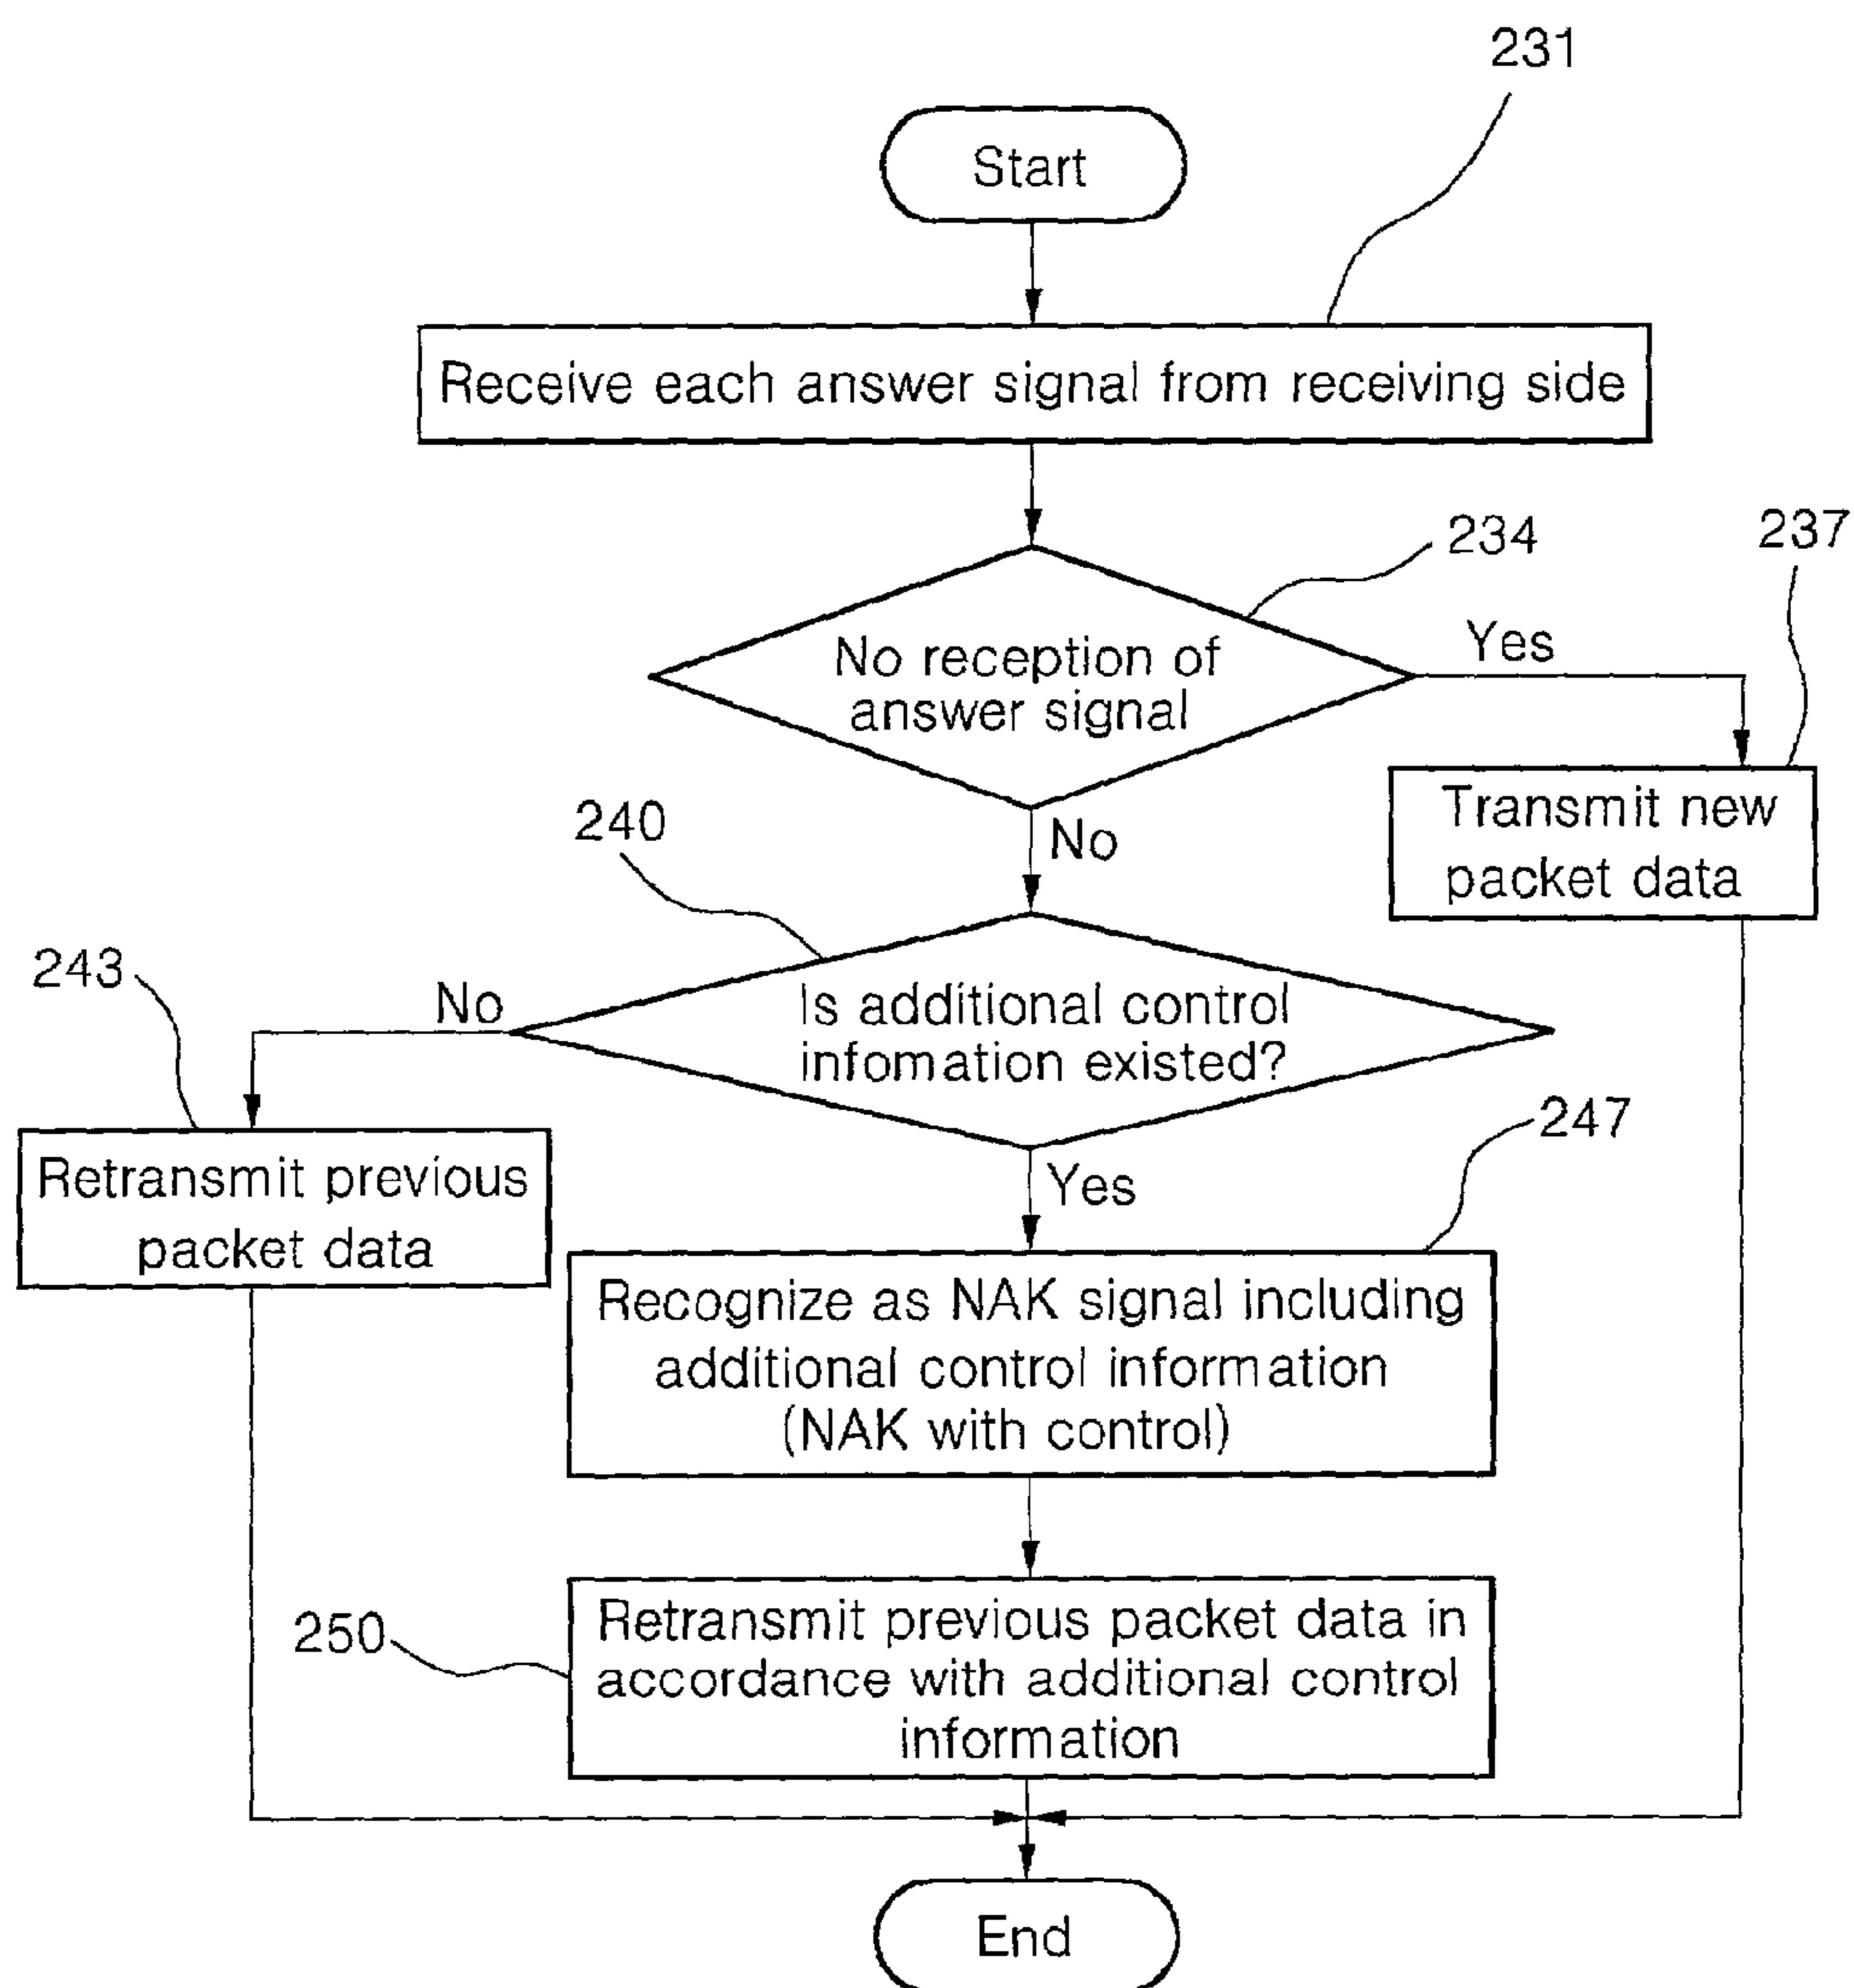 231
Start
Receive each answer signal from receiving side
234
237
No reception of
answer signal
Yes
Transmit new
packet data
No
240
243
No
Is additional control
infomation existed?
247
Yes
Retransmit previous
packet data
Recognize as NAK signal including
additional control information
(NAK with control)
250
Retransmit previous packet data in
accordance with additional control
information
End